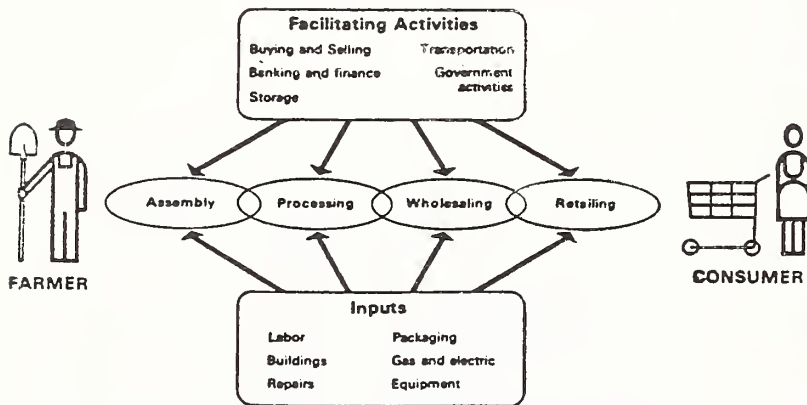 Facilitating Activities
Buying and Selling
Transportation
Banking and finance
Government
activities
Storage
Assembly
Processing
Wholesaling
Retailing
FARMER
CONSUMER
Inputs
Labor
Packaging
Buildings
Gas and electric
Repairs
Equipment